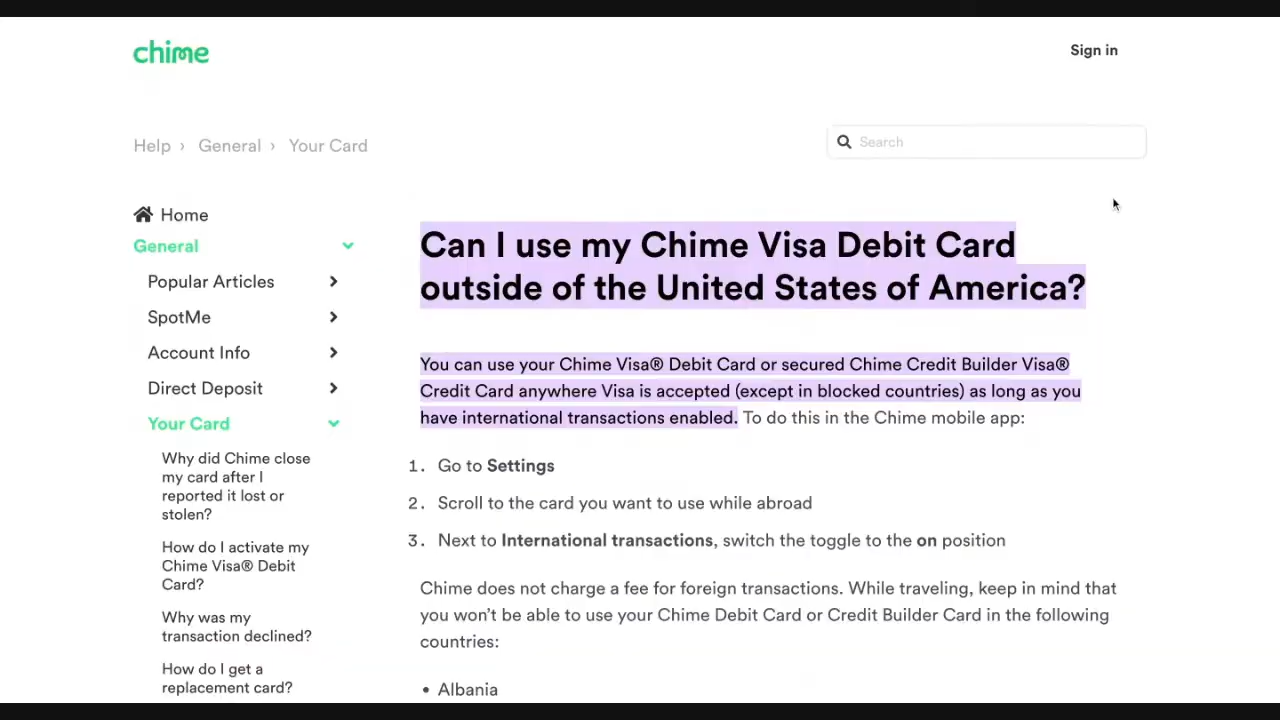 chime
Sign in
Help › General › Your Card
Search
Home
General
Popular Articles
SpotMe
Account Info
Direct Deposit
Your Card
Why did Chime close
my card after I
reported it lost or
stolen?
How do I activate my
Chime Visa® Debit
Card?
Why was my
transaction declined?
How do I get a
replacement card?
Can I use my Chime Visa Debit Card
outside of the United States of America?
You can use your Chime Visa® Debit Card or secured Chime Credit Builder Visa®
Credit Card anywhere Visa is accepted (except in blocked countries) as long as you
have international transactions enabled. To do this in the Chime mobile app:
1. Go to Settings
2. Scroll to the card you want to use while abroad
3. Next to International transactions, switch the toggle to the on position
Chime does not charge a fee for foreign transactions. While traveling, keep in mind that
you won’t be able to use your Chime Debit Card or Credit Builder Card in the following
countries:
• Albania